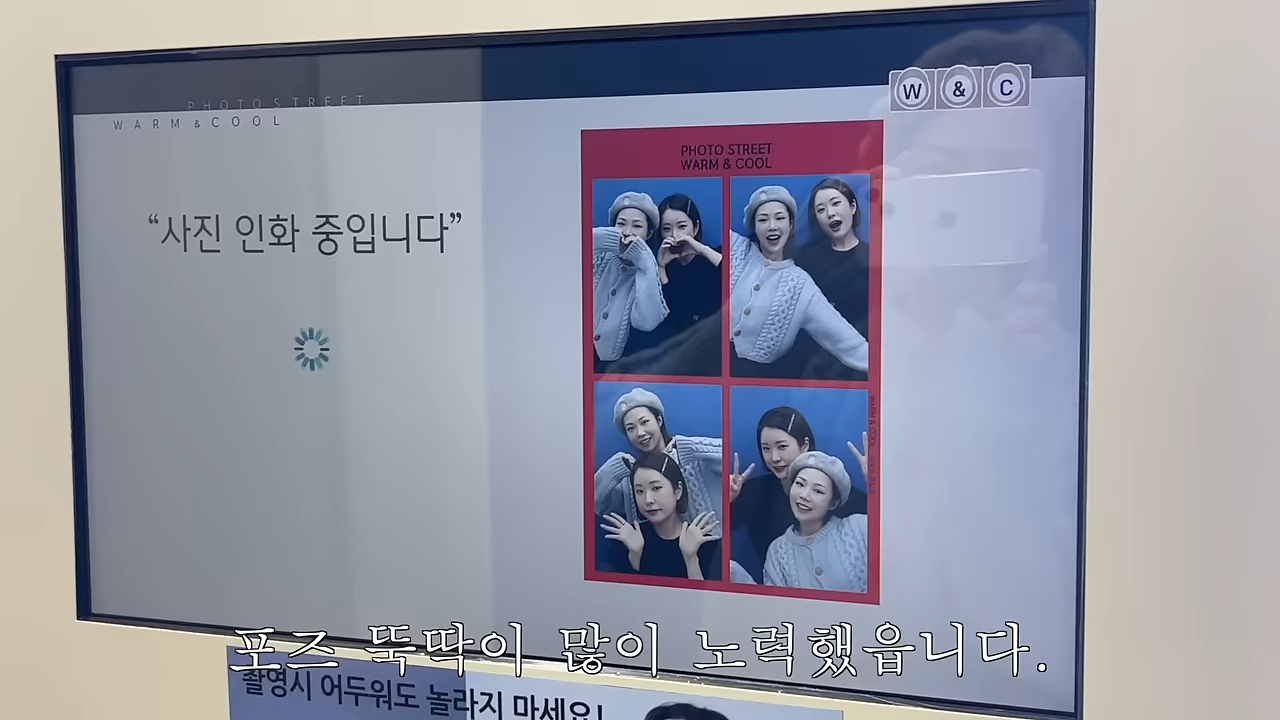 PHOTO STREET
WARM & COOL
W & C
PHOTO STREET
WARM & COOL
“사진 인화 중입니다”
포즈 뚝딱이 많이 노력했읍니다.
촬영시 어두워도 놀라지 마세요!